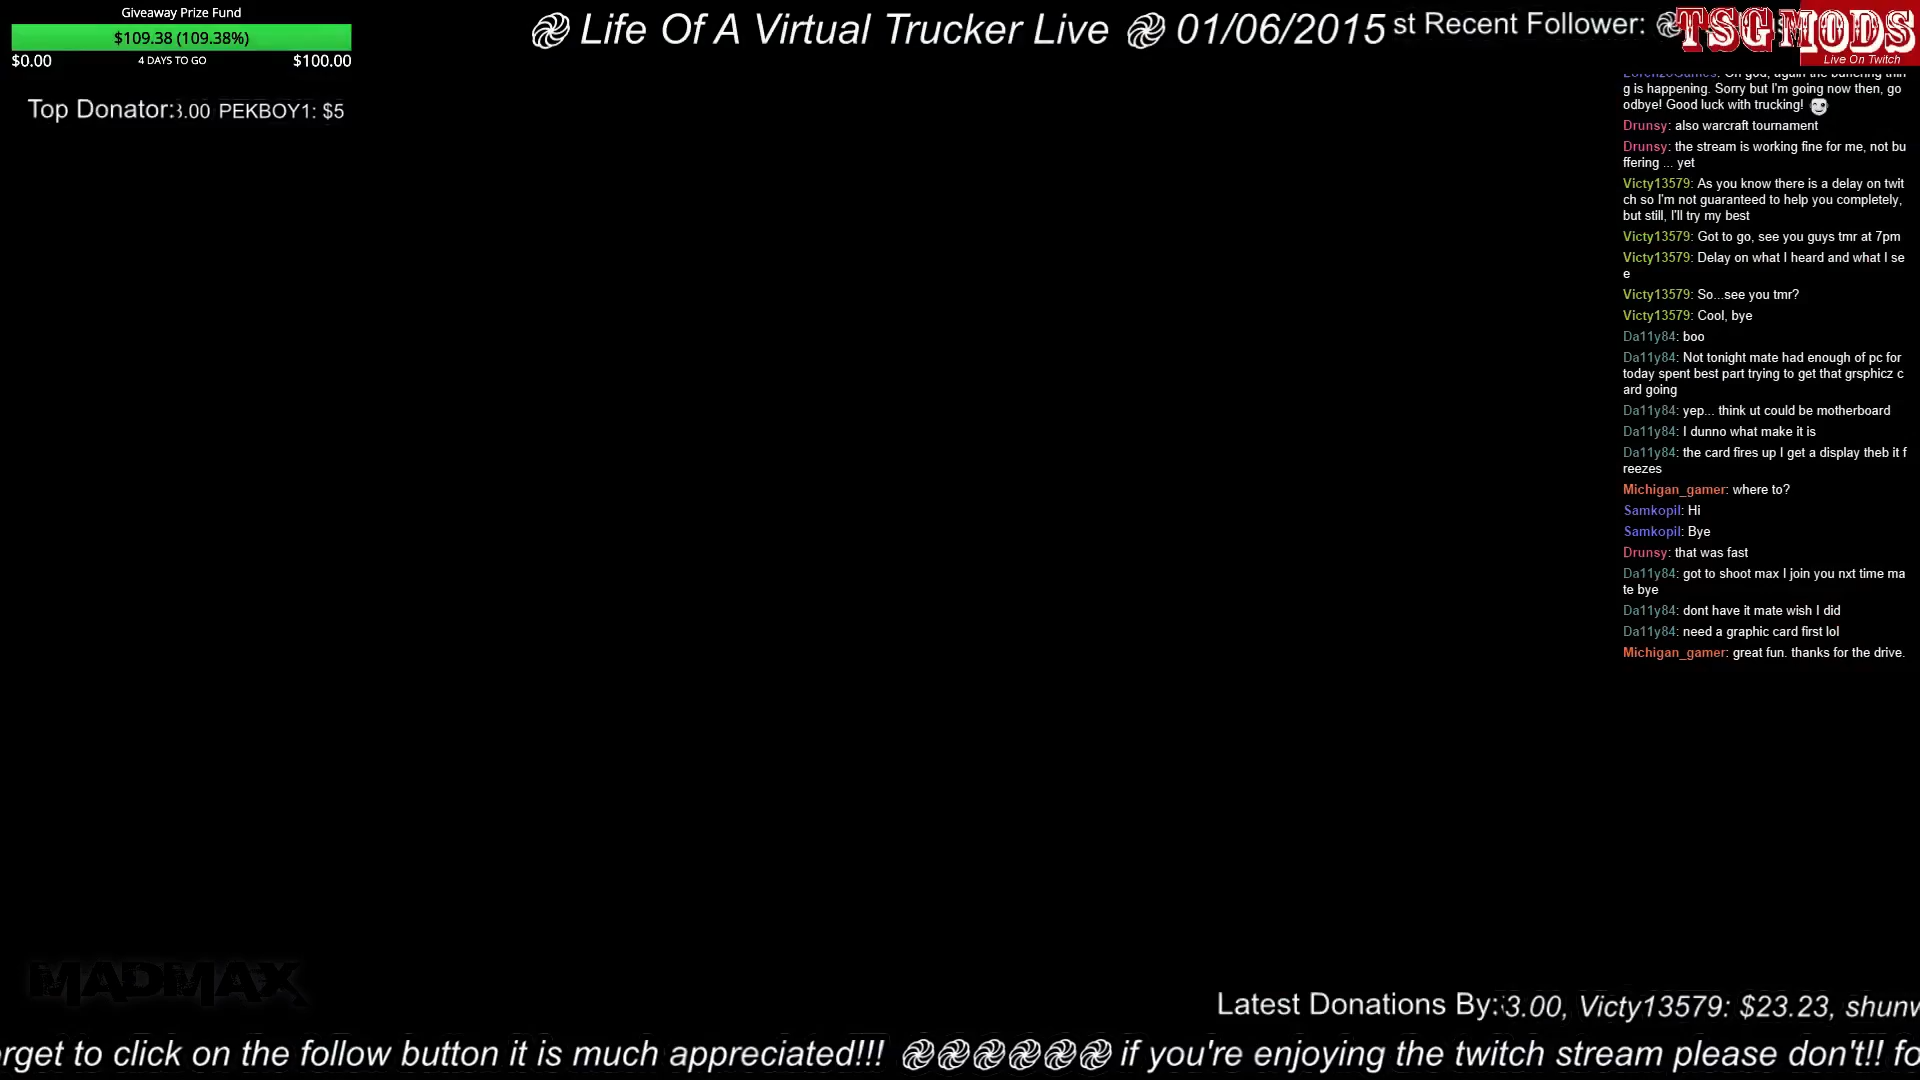 Giveaway Prize Fund
$109.38 (109.38%)
$0.00 4 DAYS TO GO $100.00
Top Donator: 3.00 PEKBOY1: $5
Life Of A Virtual Trucker Live 01/06/2015
st Recent Follower:
TSGMODS
Live On Twitch
LorenzoGames: Oh god, again the buffering thin
g is happening. Sorry but I'm going now then, go
odbye! Good luck with trucking!
Drunsy: also warcraft tournament
Drunsy: the stream is working fine for me, not bu
ffering ... yet
Victy13579: As you know there is a delay on twit
ch so I'm not guaranteed to help you completely,
but still, I'll try my best
Victy13579: Got to go, see you guys tmr at 7pm
Victy13579: Delay on what I heard and what I se
e
Victy13579: So...see you tmr?
Victy13579: Cool, bye
Da11y84: boo
Da11y84: Not tonight mate had enough of pc for
today spent best part trying to get that grsphicz c
ard going
Da11y84: yep... think ut could be motherboard
Da11y84: I dunno what make it is
Da11y84: the card fires up I get a display theb it f
reezes
Michigan_gamer: where to?
Samkopil: Hi
Samkopil: Bye
Drunsy: that was fast
Da11y84: got to shoot max I join you nxt time ma
te bye
Da11y84: dont have it mate wish I did
Da11y84: need a graphic card first lol
Michigan_gamer: great fun. thanks for the drive.
MADMAX
Latest Donations By: 3.00, Victy13579: $23.23, shunw
rget to click on the follow button it is much appreciated!!! if you're enjoying the twitch stream please don't!! fo